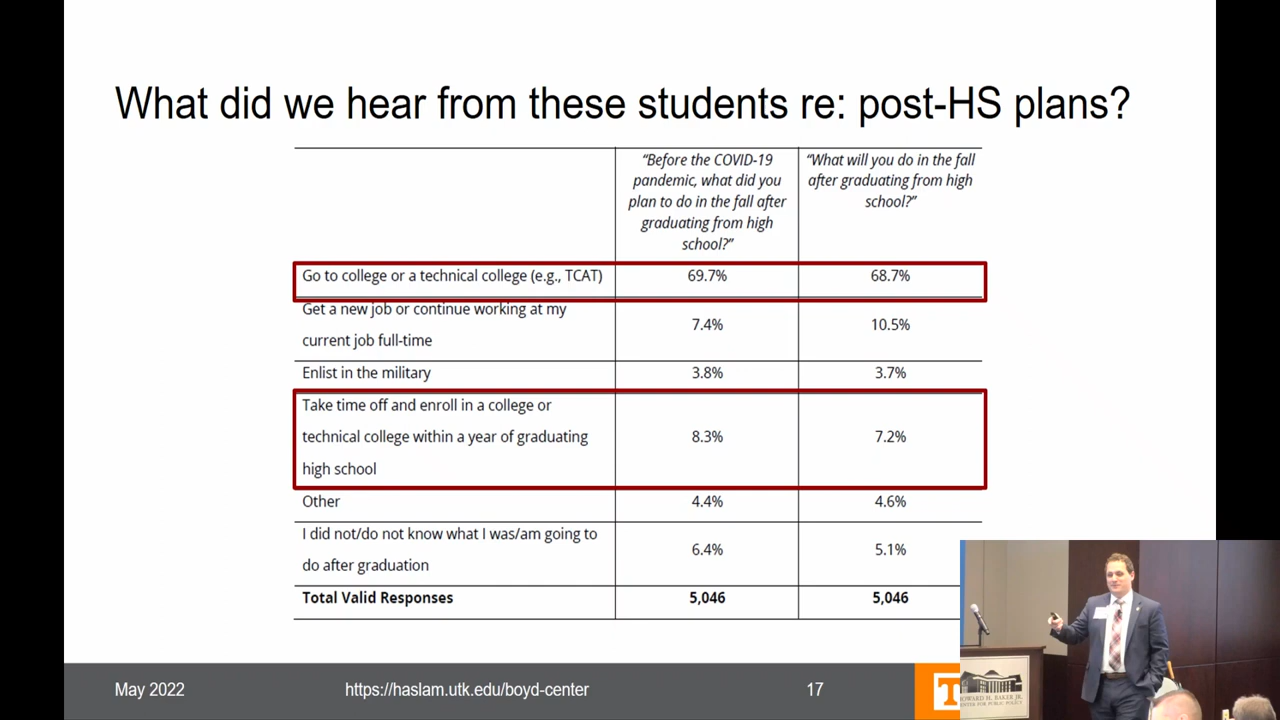 What did we hear from these students re: post-HS plans?
“Before the COVID-19
pandemic, what did you
plan to do in the fall after
graduating from high
school?”
“What will you do in the fall
after graduating from high
school?”
Go to college or a technical college (e.g., TCAT)
69.7%
68.7%
Get a new job or continue working at my
current job full-time
7.4%
10.5%
Enlist in the military
3.8%
3.7%
Take time off and enroll in a college or
technical college within a year of graduating
high school
8.3%
7.2%
Other
4.4%
4.6%
I did not/do not know what I was/am going to
do after graduation
6.4%
5.1%
Total Valid Responses
5,046
5,046
May 2022
https://haslam.utk.edu/boyd-center
17
T
HOWARD H. BAKER JR.
CENTER FOR PUBLIC POLICY